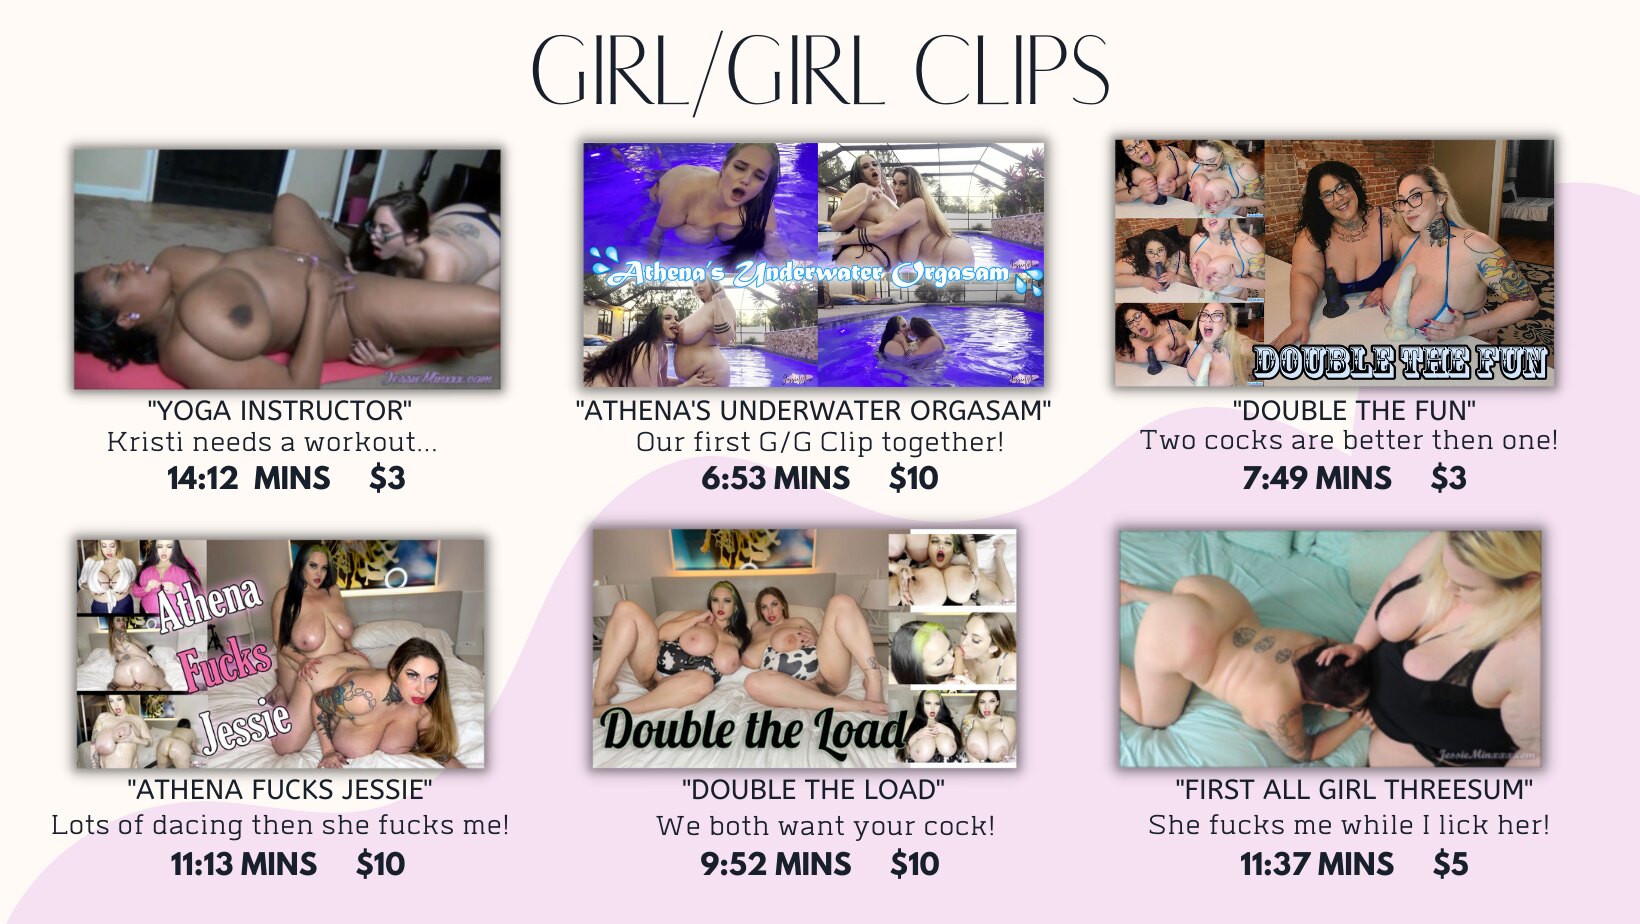 GIRL/GIRL CLIPS
JessieMinxxx.com
"YOGA INSTRUCTOR"
Kristi needs a workout...
14:12 MINS $3
Athena's Underwater Orgasam
"ATHENA'S UNDERWATER ORGASAM"
Our first G/G Clip together!
6:53 MINS $10
DOUBLE THE FUN
"DOUBLE THE FUN"
Two cocks are better then one!
7:49 MINS $3
Athena
Fucks
Jessie
"ATHENA FUCKS JESSIE"
Lots of dacing then she fucks me!
11:13 MINS $10
Double the Load
"DOUBLE THE LOAD"
We both want your cock!
9:52 MINS $10
JessieMinxxx.com
"FIRST ALL GIRL THREESUM"
She fucks me while I lick her!
11:37 MINS $5